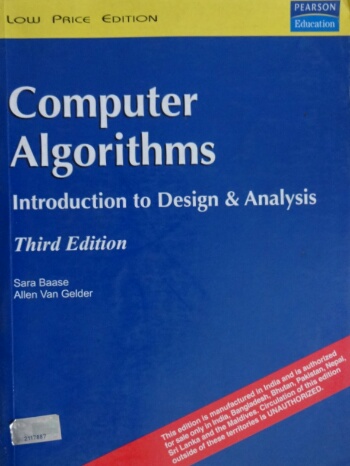 LOW PRICE EDITION
PEARSON
Education
Computer
Algorithms
Introduction to Design & Analysis
Third Edition
Sara Baase
Allen Van Gelder
This edition is manufactured in India and is authorized
for sale only in India, Bangladesh, Bhutan, Pakistan, Nepal,
Sri Lanka and the Maldives. Circulation of this edition
outside of these territories is UNAUTHORIZED.